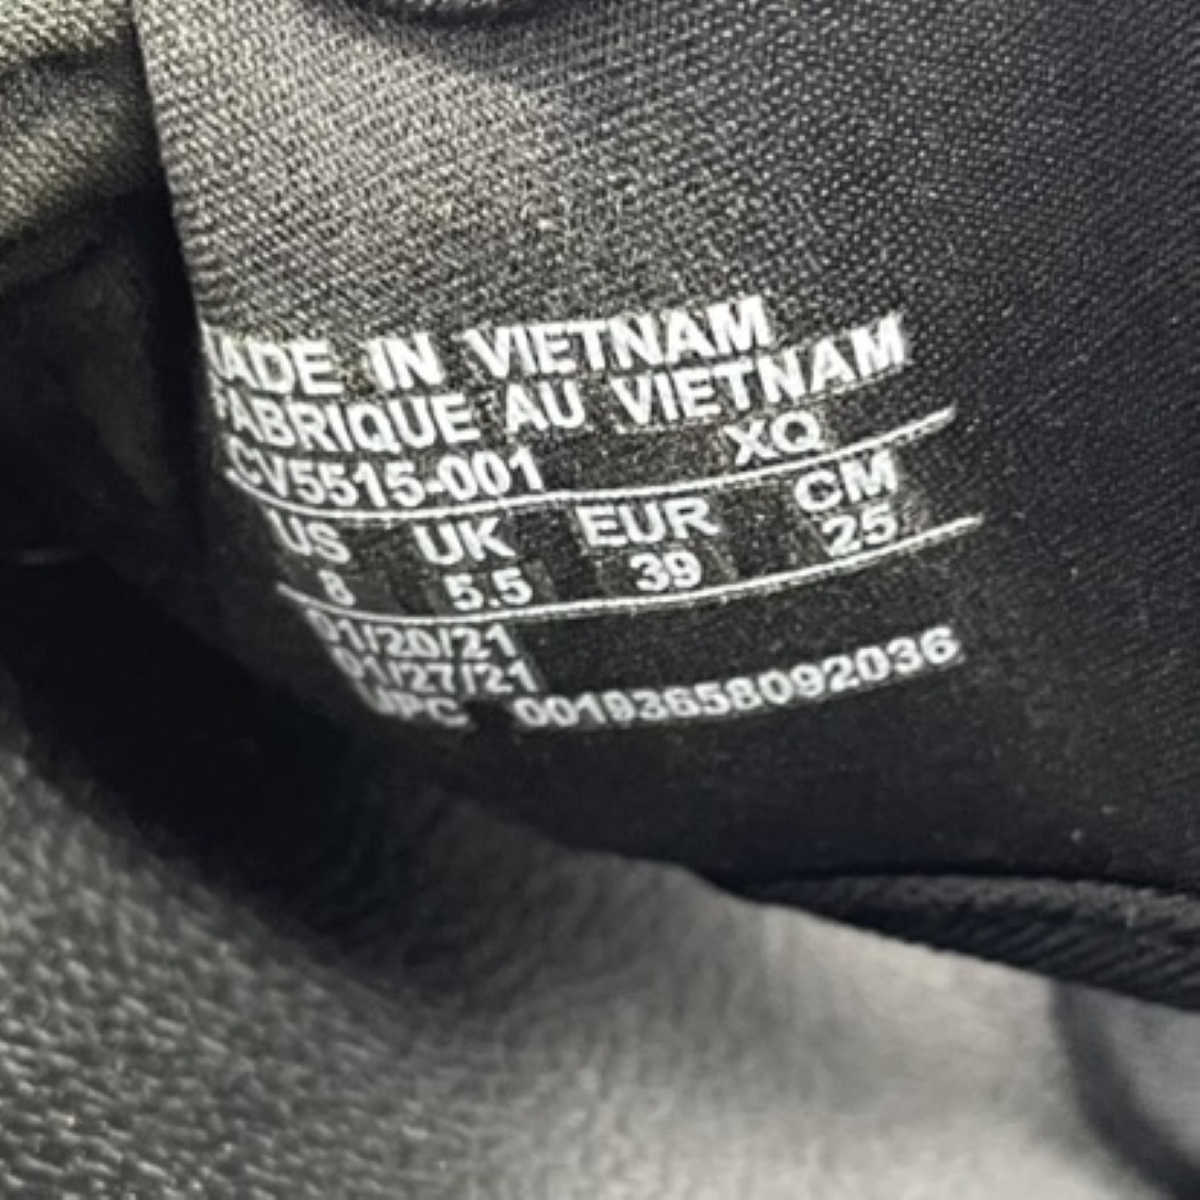 MADE IN VIETNAM
FABRIQUE AU VIETNAM
CV5515-001 XQ
US UK EUR CM
8 5.5 39 25
01/20/21
01/27/21
UPC 00193658092036